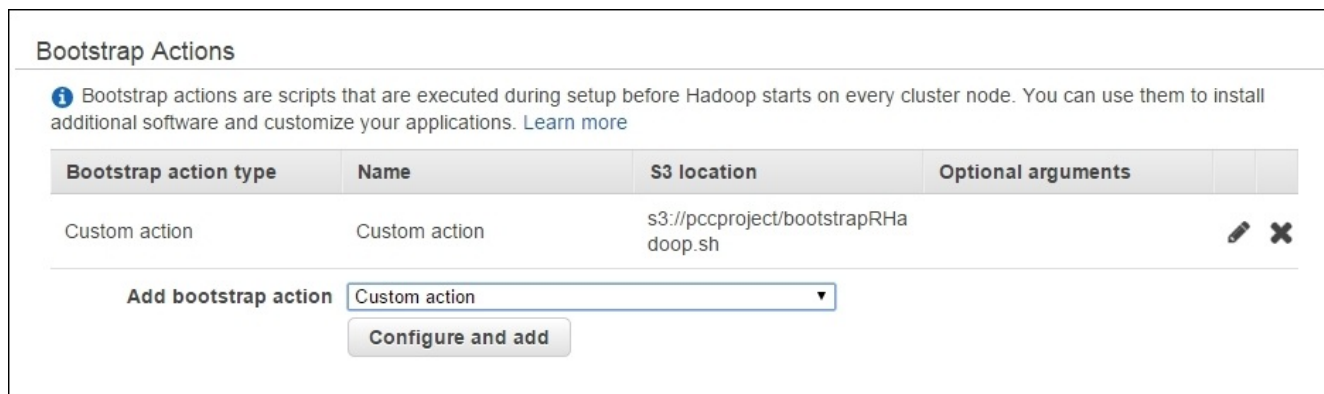 Bootstrap Actions
Bootstrap actions are scripts that are executed during setup before Hadoop starts on every cluster node. You can use them to install
additional software and customize your applications. Learn more
Bootstrap action type Name S3 location Optional arguments
Custom action Custom action s3://pccproject/bootstrapRHa
doop.sh
Add bootstrap action Custom action
Configure and add